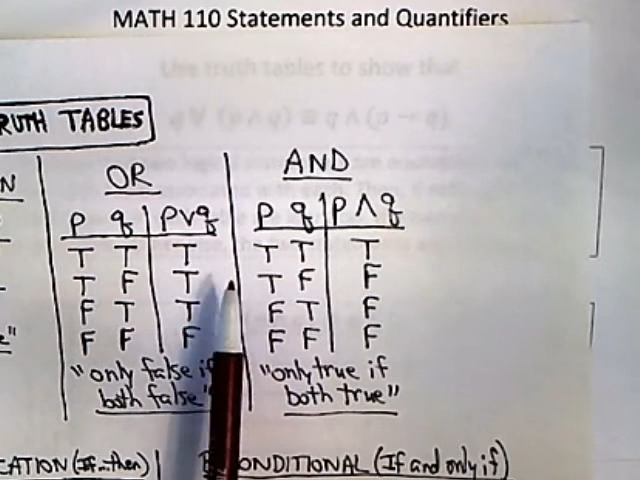 MATH 110 Statements and Quantifiers
Use truth tables to show that
RUTH TABLES
N OR AND
p q p∨q p q p∧q
T T T T T T
T F T T F F
F T T F T F
F F F F F F
e" "only false if "only true if
both false" both true"
CATION (If...then) ONDITIONAL (If and only if)